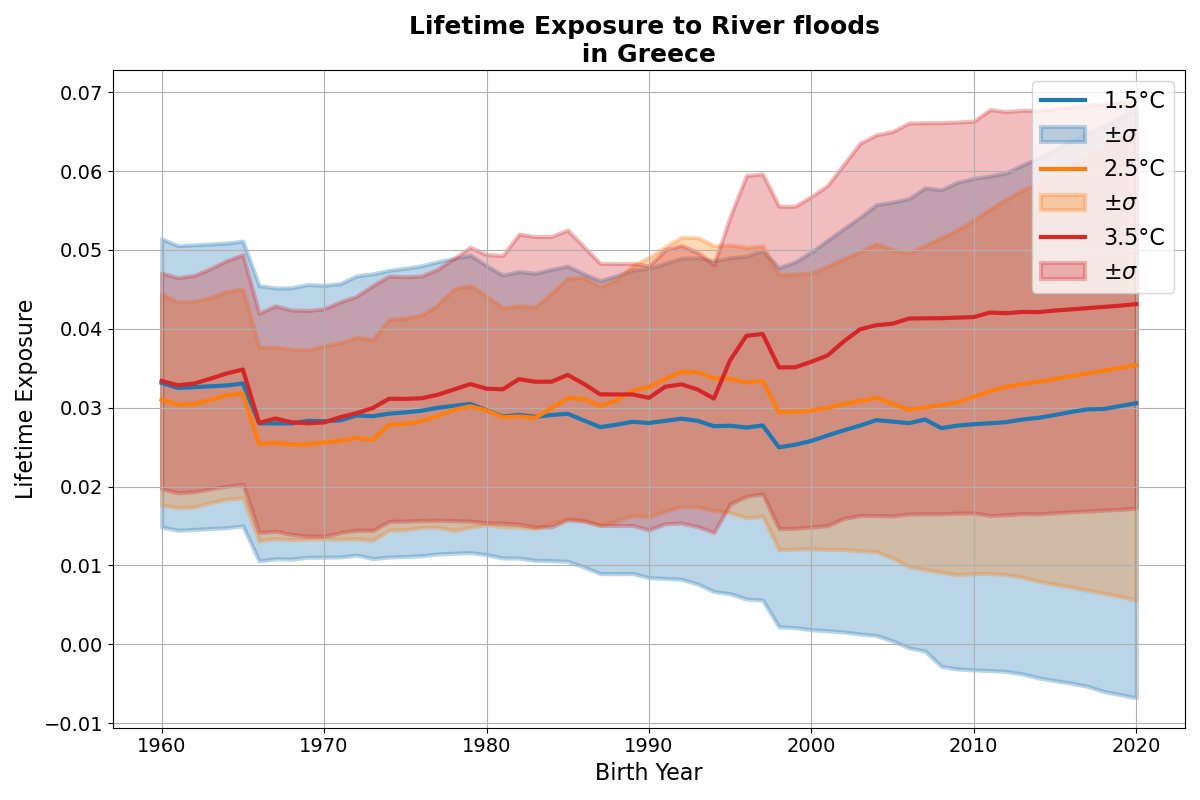 Lifetime Exposure to River floods
in Greece
Lifetime Exposure
0.07
0.06
0.05
0.04
0.03
0.02
0.01
0.00
−0.01
1.5°C
±σ
2.5°C
±σ
3.5°C
±σ
1960
1970
1980
1990
2000
2010
2020
Birth Year